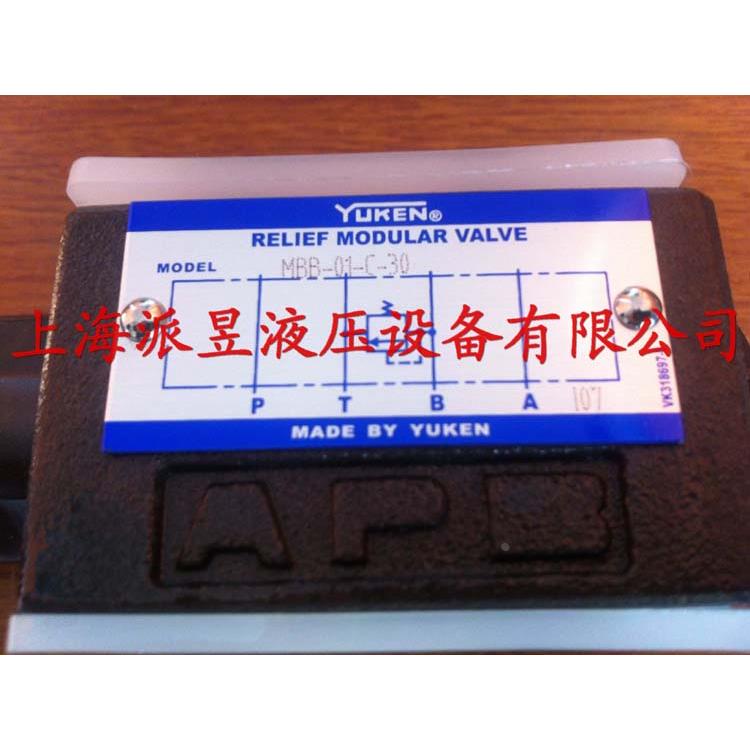 YUKEN®
RELIEF MODULAR VALVE
MODEL MBB-01-C-30
上海派昱液压设备有限公司
P T B A 107
VK318697-
MADE BY YUKEN
APB